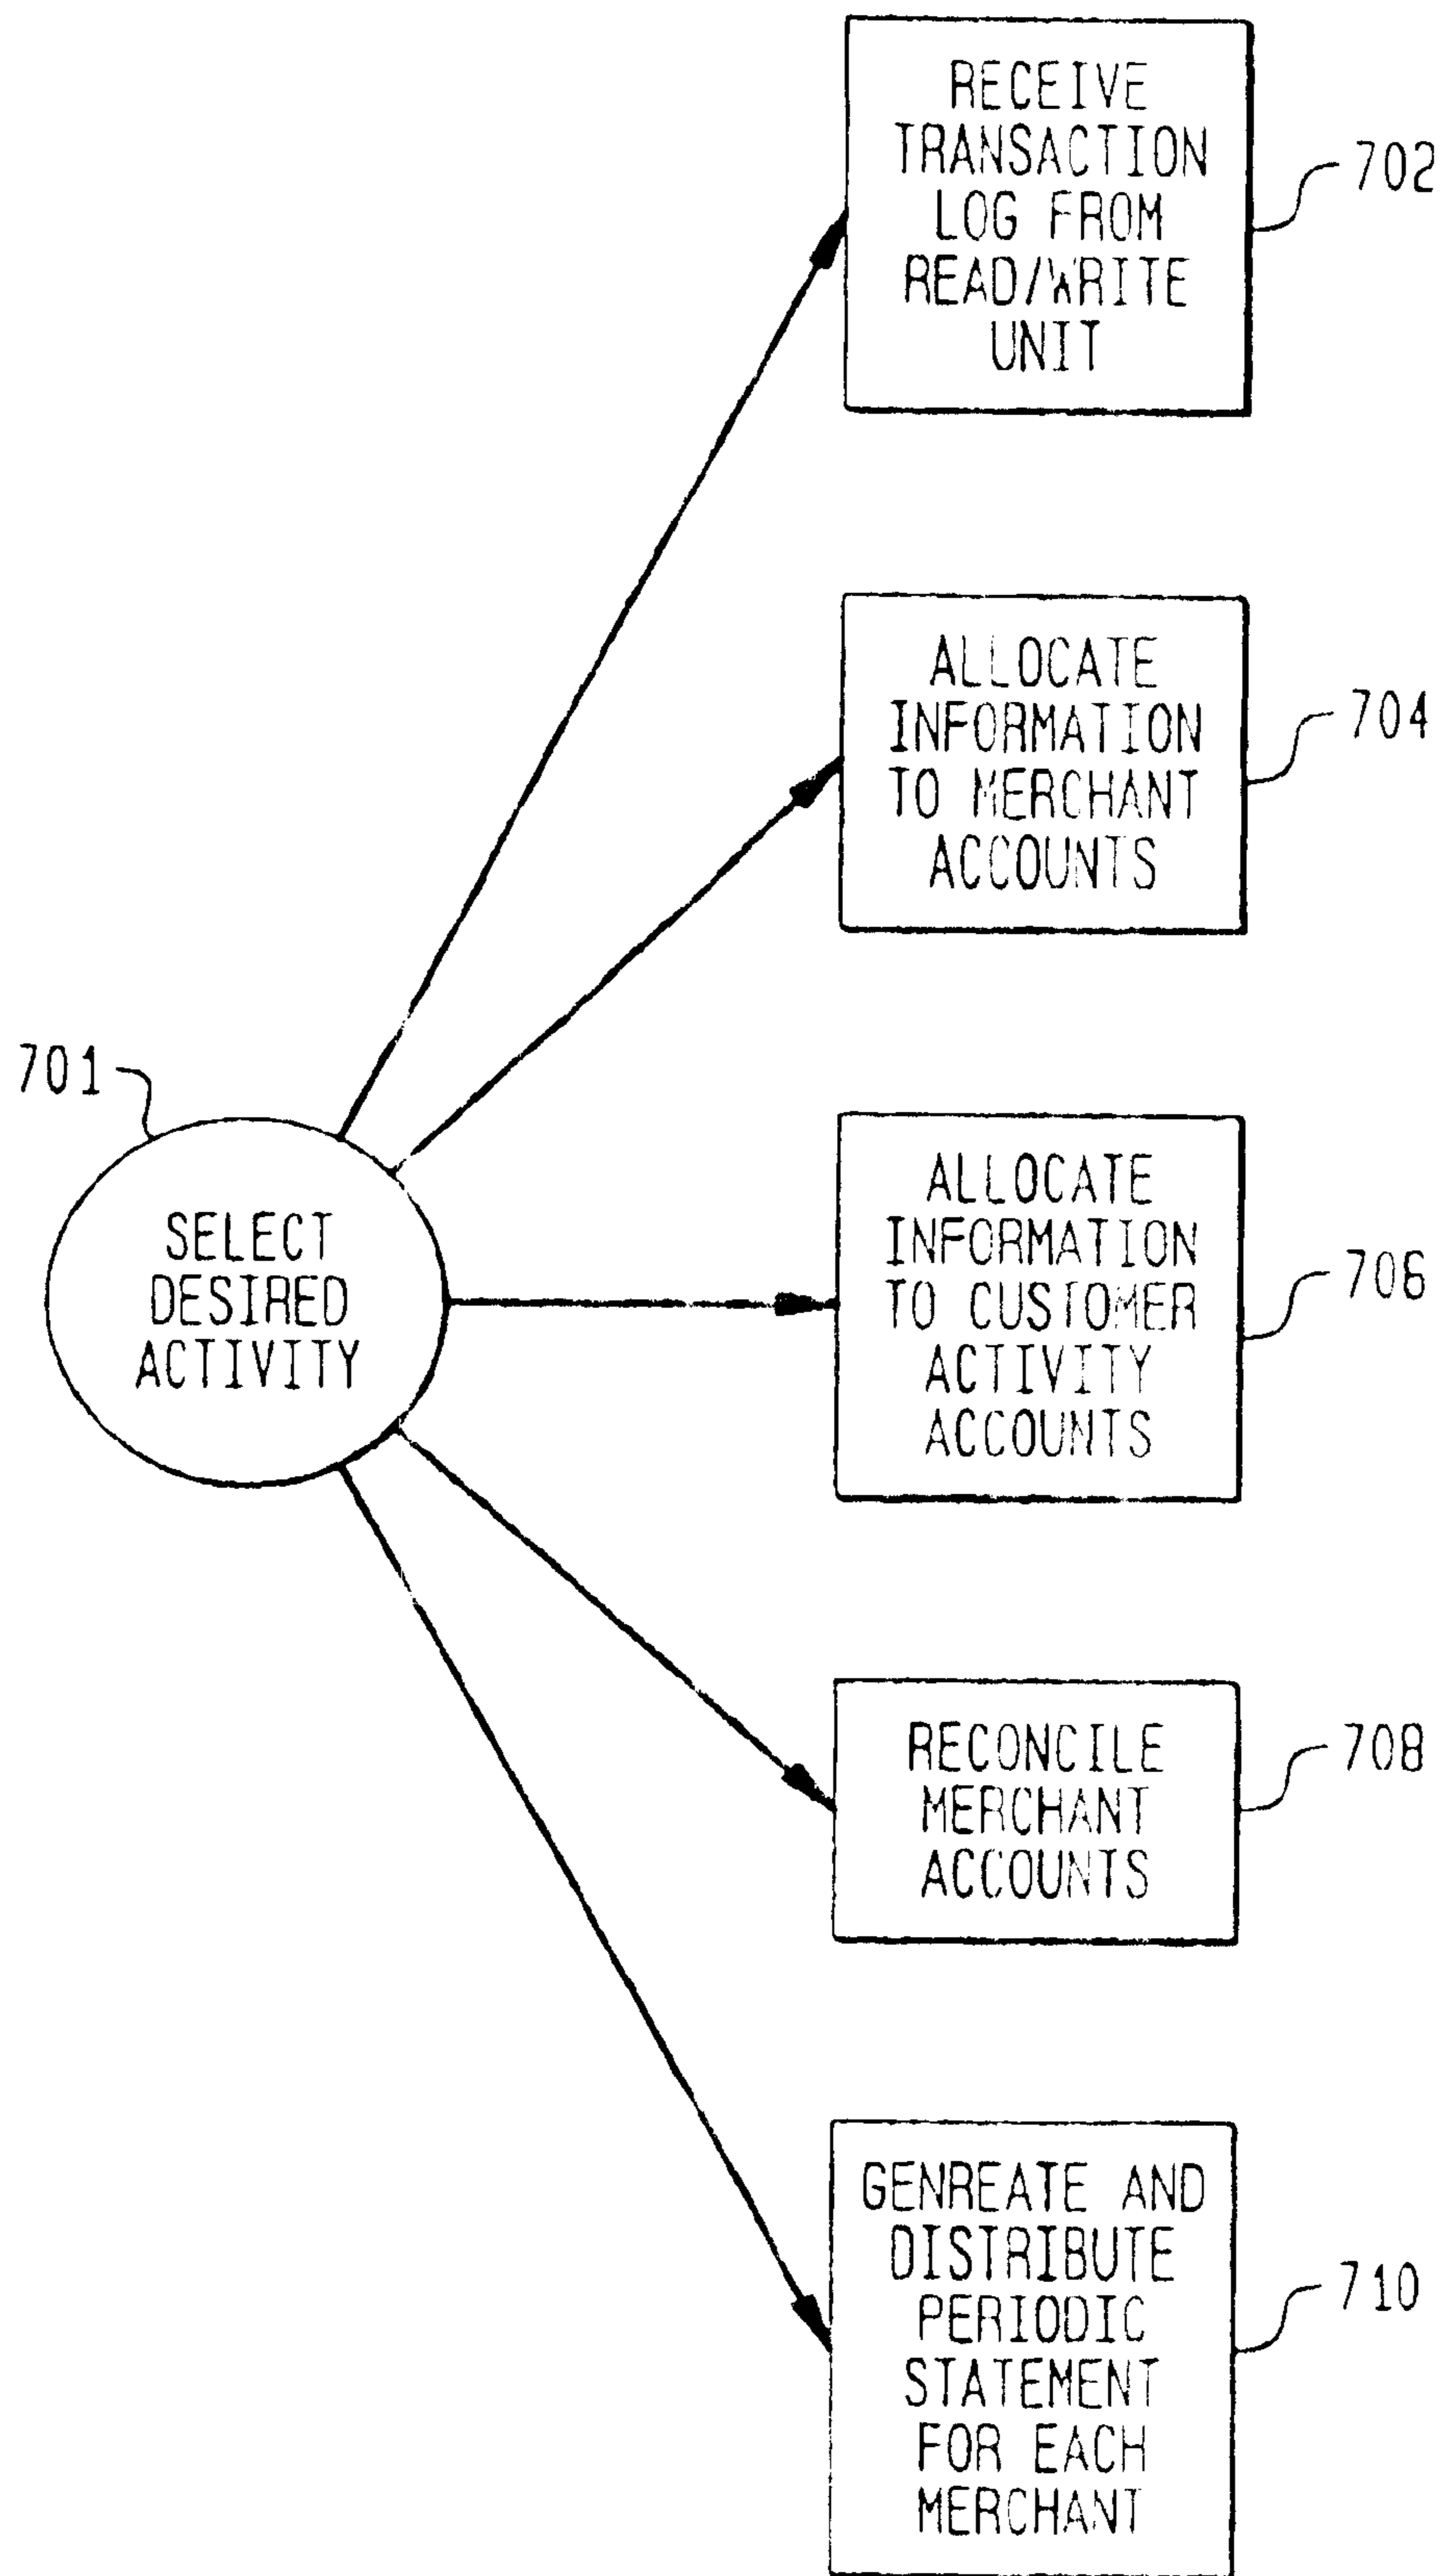 RECEIVE
TRANSACTION
LOG FROM
READ/WRITE
UNIT
702
ALLOCATE
INFORMATION
TO MERCHANT
ACCOUNTS
704
701
SELECT
DESIRED
ACTIVITY
ALLOCATE
INFORMATION
TO CUSTOMER
ACTIVITY
ACCOUNTS
706
RECONCILE
MERCHANT
ACCOUNTS
708
GENREATE AND
DISTRIBUTE
PERIODIC
STATEMENT
FOR EACH
MERCHANT
710